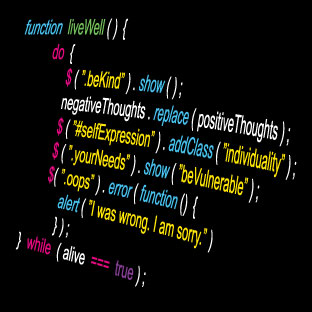 function liveWell () {
do {
$ ( ".beKind" ) . show ( ) ;
negativeThoughts . replace ( positiveThoughts ) ;
$ ( "#selfExpression" ) . addClass ( "individuality" ) ;
$ ( ".yourNeeds" ) . show ( "beVulnerable" ) ;
$( ".oops" ) . error ( function () {
alert ( "I was wrong. I am sorry." )
} ) ;
} while ( alive === true ) ;